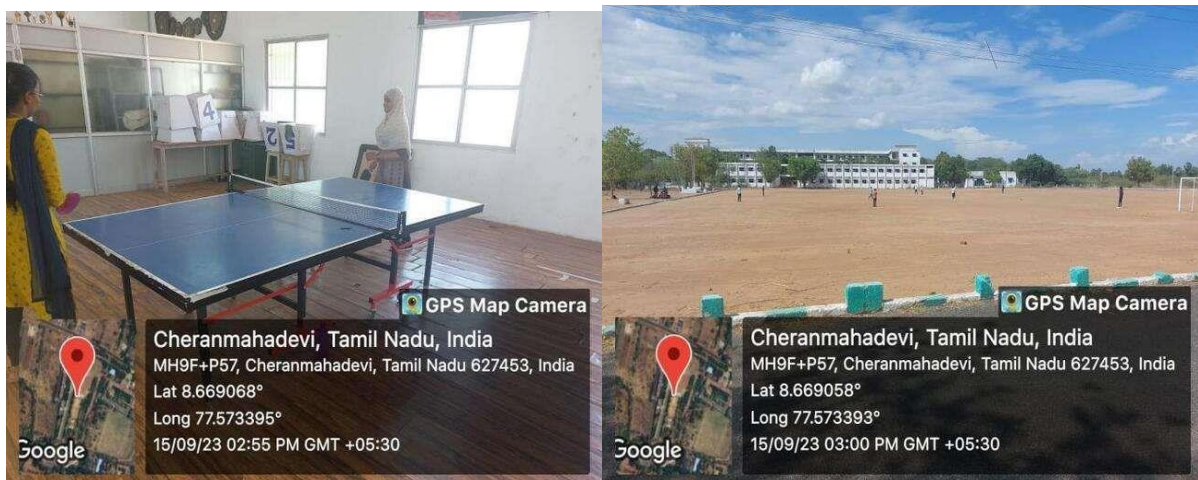 4
2
5
GPS Map Camera
Cheranmahadevi, Tamil Nadu, India
MH9F+P57, Cheranmahadevi, Tamil Nadu 627453, India
Lat 8.669068°
Long 77.573395°
15/09/23 02:55 PM GMT +05:30
Google
GPS Map Camera
Cheranmahadevi, Tamil Nadu, India
MH9F+P57, Cheranmahadevi, Tamil Nadu 627453, India
Lat 8.669058°
Long 77.573393°
15/09/23 03:00 PM GMT +05:30
Google